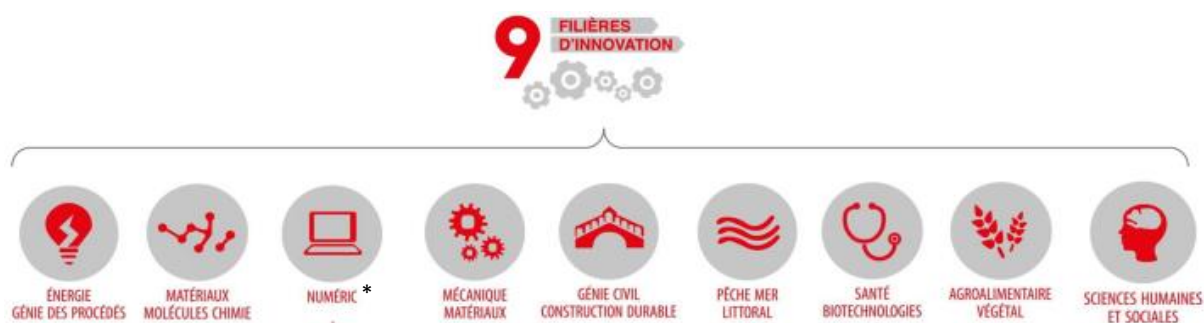 9 FILIÈRES
D'INNOVATION
ÉNERGIE
GÉNIE DES PROCÉDÉS
MATÉRIAUX
MOLÉCULES CHIMIE
NUMÉRIC *
MÉCANIQUE
MATÉRIAUX
GÉNIE CIVIL
CONSTRUCTION DURABLE
PÊCHE MER
LITTORAL
SANTÉ
BIOTECHNOLOGIES
AGROALIMENTAIRE
VÉGÉTAL
SCIENCES HUMAINES
ET SOCIALES